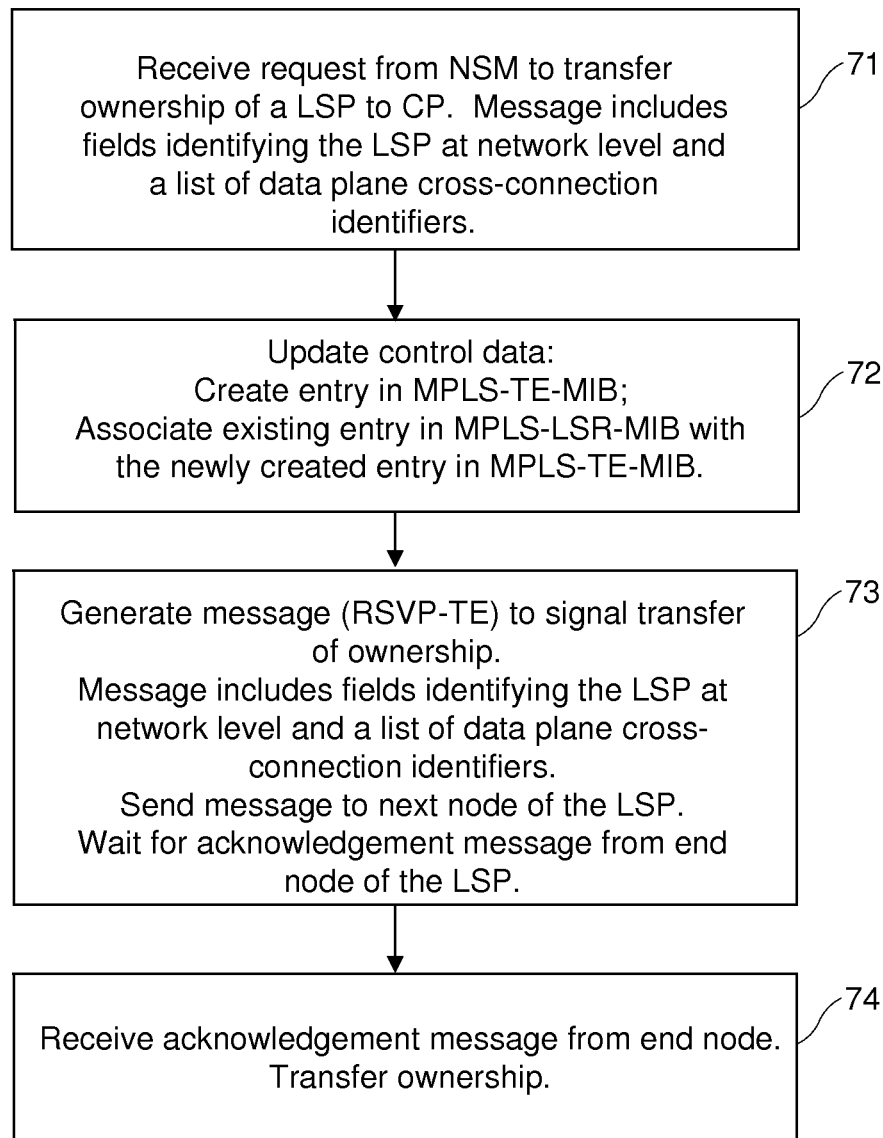 Receive request from NSM to transfer
ownership of a LSP to CP.  Message includes
fields identifying the LSP at network level and
a list of data plane cross-connection
identifiers.
71
Update control data:
Create entry in MPLS-TE-MIB;
Associate existing entry in MPLS-LSR-MIB with
the newly created entry in MPLS-TE-MIB.
72
Generate message (RSVP-TE) to signal transfer
of ownership.
Message includes fields identifying the LSP at
network level and a list of data plane cross-
connection identifiers.
Send message to next node of the LSP.
Wait for acknowledgement message from end
node of the LSP.
73
Receive acknowledgement message from end node.
Transfer ownership.
74